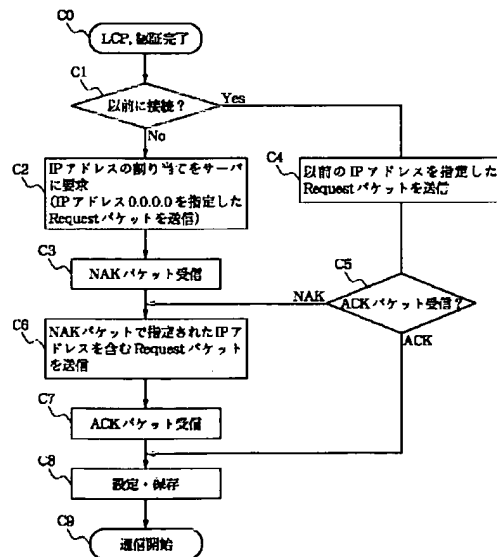 C0
LCP, 認証完了
C1
以前に接続?
Yes
No
C2
IPアドレスの割り当てをサーバ
に要求
(IPアドレス0.0.0.0を指定した
Requestパケットを送信)
C4
以前のIPアドレスを指定した
Requestパケットを送信
C3
NAKパケット受信
C5
ACKパケット受信?
NAK
ACK
C6
NAKパケットで指定されたIPア
ドレスを含むRequestパケット
を送信
C7
ACKパケット受信
C8
設定・保存
C9
通信開始